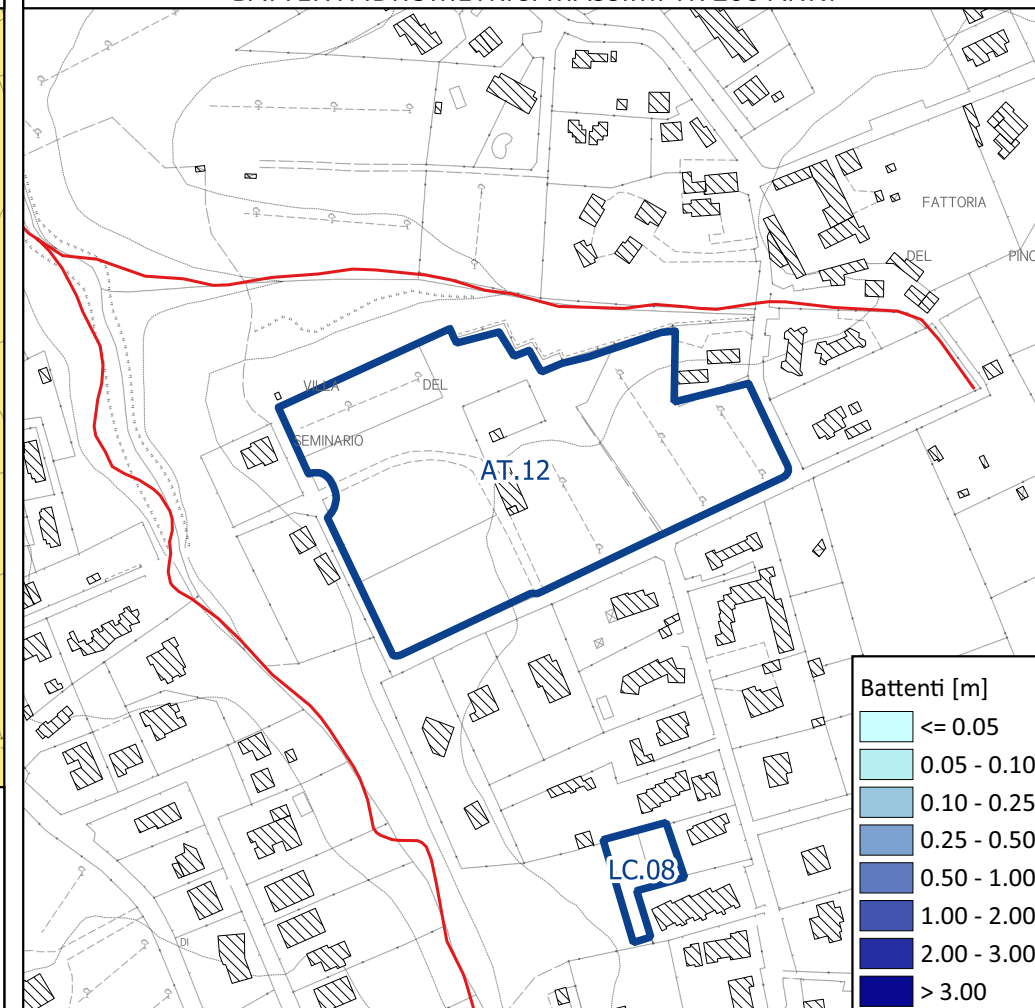 FATTORIA
DEL
PINO
VILLA DEL
SEMINARIO
AT.12
LC.08
DI
Battenti [m]
<= 0.05
0.05 - 0.10
0.10 - 0.25
0.25 - 0.50
0.50 - 1.00
1.00 - 2.00
2.00 - 3.00
> 3.00